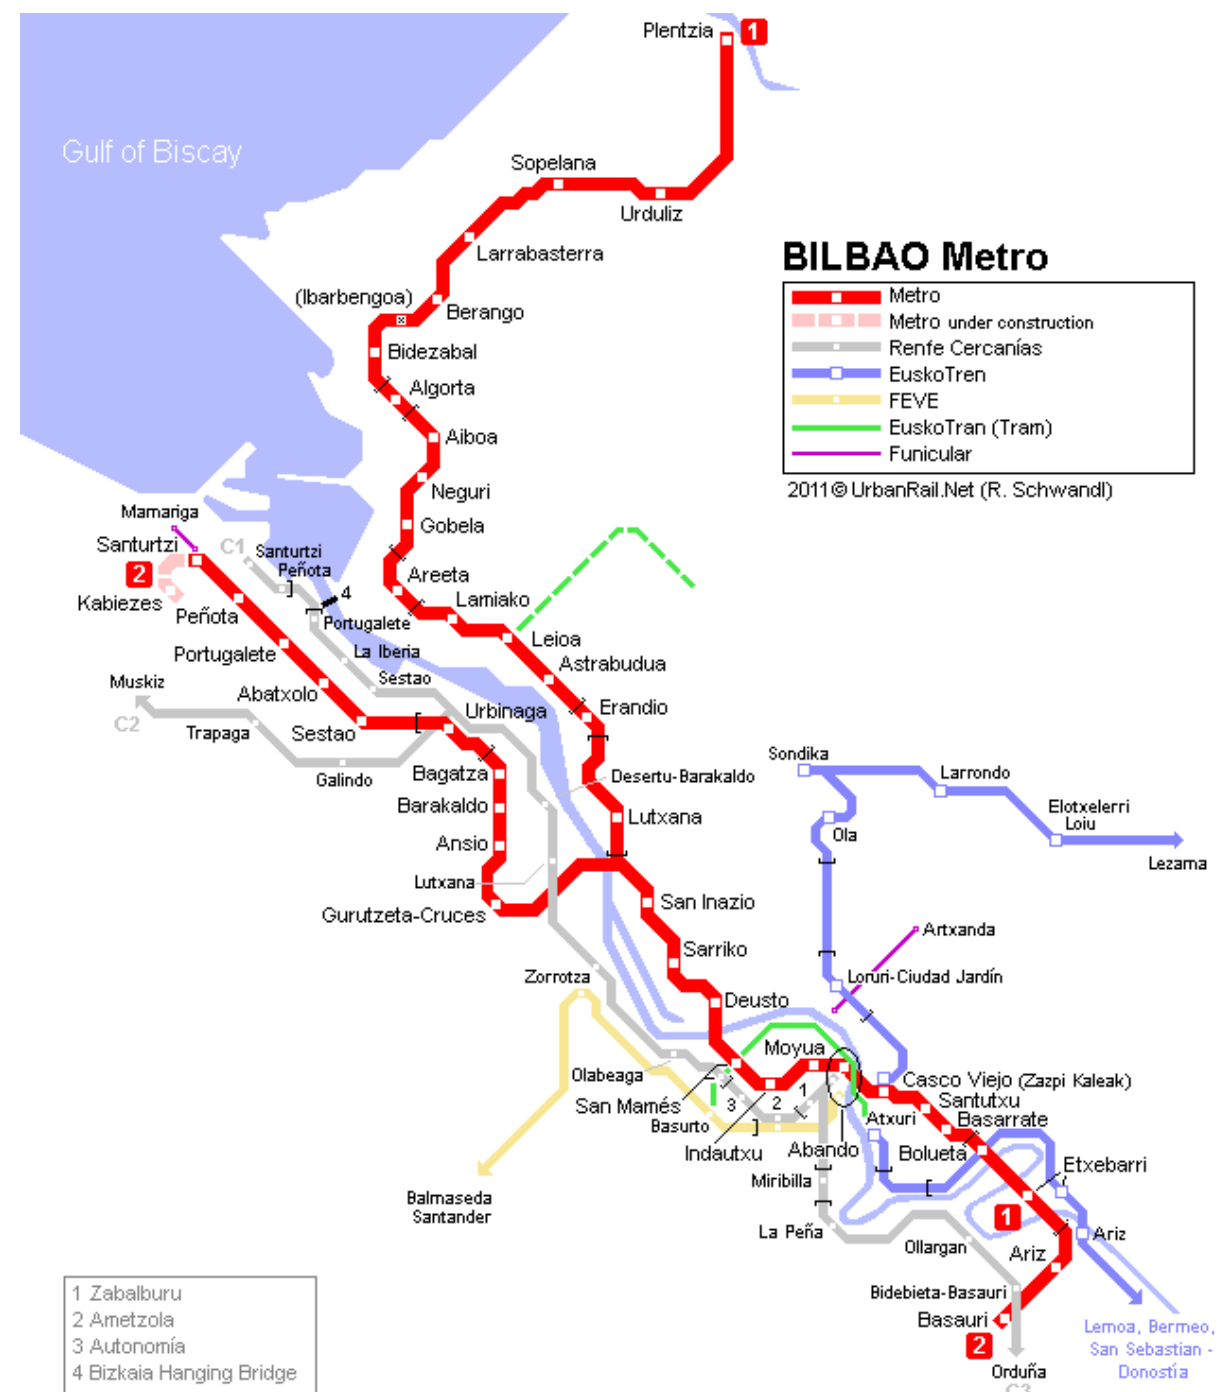 Plentzia
1
Gulf of Biscay
Sopelana
Urduliz
BILBAO Metro
Larrabasterra
Metro
(Ibarbengoa)
Metro under construction
Berango
Renfe Cercanías
Bidezabal
EuskoTren
Algorta
FEVE
EuskoTran (Tram)
Aiboa
Funicular
Neguri
2011© UrbanRail.Net (R. Schwandl)
Mamariga
Gobela
Santurtzi
C1
Santurtzi
Peñota
2
Areeta
Kabiezes
4
Lamiako
Peñota
Portugalete
Leioa
Portugalete
La Iberia
Astrabudua
Muskiz
Sestao
Abatxolo
Erandio
Urbinaga
C2
Trapaga
Sestao
Sondika
Galindo
Bagatza
Desertu-Barakaldo
Larrondo
Barakaldo
Lutxana
Elotxelerri
Loiu
Ola
Ansio
Lezama
Lutxana
San Inazio
Gurutzeta-Cruces
Artxanda
Sarriko
Zorrotza
Loruri-Ciudad Jardín
Deusto
Moyua
Olabeaga
Casco Viejo (Zazpi Kaleak)
1
Santutxu
San Mamés
3
2
Atxuri
Basarrate
Basurto
Indautxu
Abando
Bolueta
Etxebarri
Miribilla
Balmaseda
Santander
1
La Peña
Ariz
Ollargan
Ariz
1 Zabalburu
2 Ametzola
3 Autonomía
4 Bizkaia Hanging Bridge
Bidebieta-Basauri
Basauri
2
Lemoa, Bermeo,
San Sebastian -
Donostía
Orduña
C3